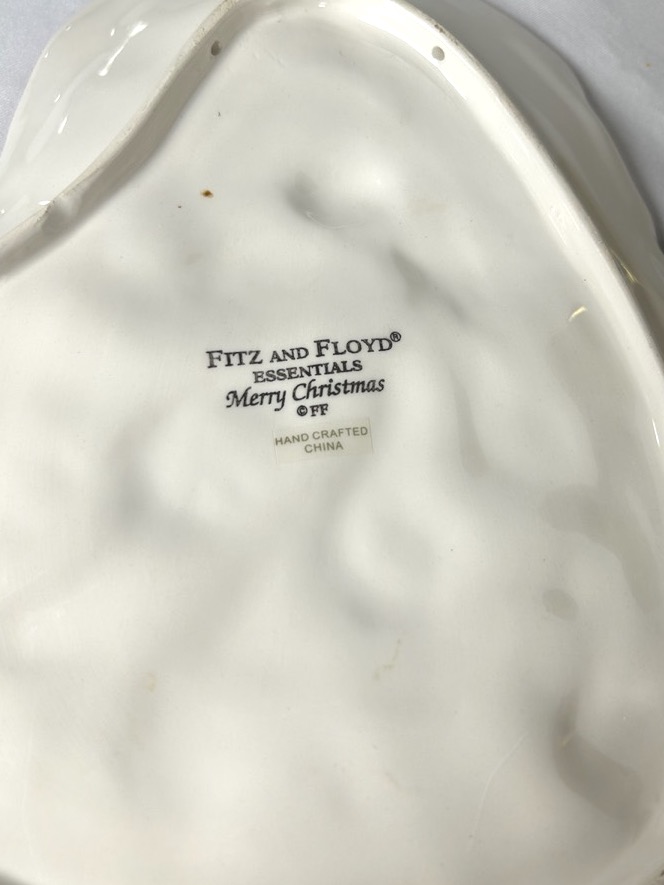 FITZ AND FLOYD®
ESSENTIALS
Merry Christmas
©FF
HAND CRAFTED
CHINA